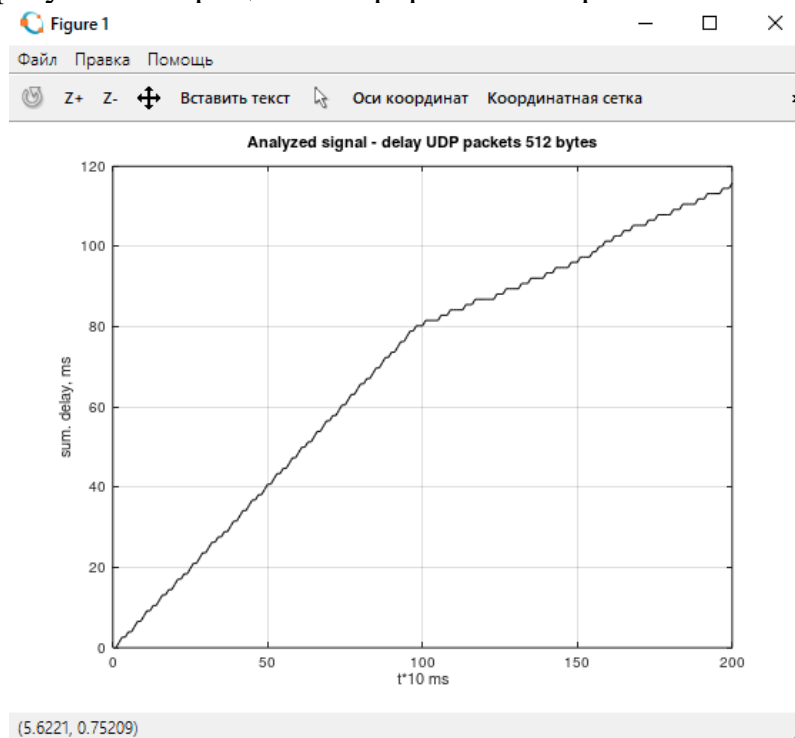 Figure 1
Файл Правка Помощь
Z+ Z- Вставить текст Оси координат Координатная сетка
Analyzed signal - delay UDP packets 512 bytes
120
100
80
60
40
20
0
sum. delay, ms
0 50 100 150 200
t*10 ms
(5.6221, 0.75209)